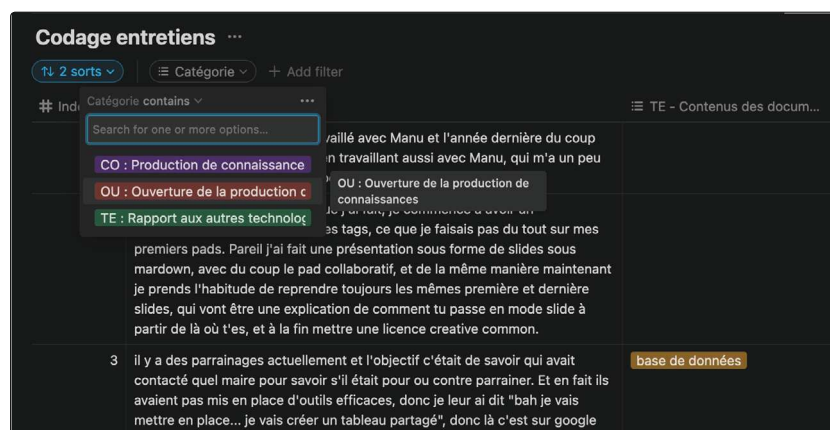 Codage entretiens ...
↑↓ 2 sorts
Catégorie
+ Add filter
# Ind
TE - Contenus des docum...
Catégorie contains
...
Search for one or more options...
CO : Production de connaissance
OU : Ouverture de la production
TE : Rapport aux autres technolog
OU : Ouverture de la production de
connaissances
vaillé avec Manu et l'année dernière du coup
travaillant aussi avec Manu, qui m'a un peu
es tags, ce que je faisais pas du tout sur mes
premiers pads. Pareil j'ai fait une présentation sous forme de slides sous
mardown, avec du coup le pad collaboratif, et de la même manière maintenant
je prends l'habitude de reprendre toujours les mêmes première et dernière
slides, qui vont être une explication de comment tu passe en mode slide à
partir de là où t'es, et à la fin mettre une licence creative common.
3
il y a des parrainages actuellement et l'objectif c'était de savoir qui avait
contacté quel maire pour savoir s'il était pour ou contre parrainer. Et en fait ils
avaient pas mis en place d'outils efficaces, donc je leur ai dit "bah je vais
mettre en place... je vais créer un tableau partagé", donc là c'est sur google
base de données